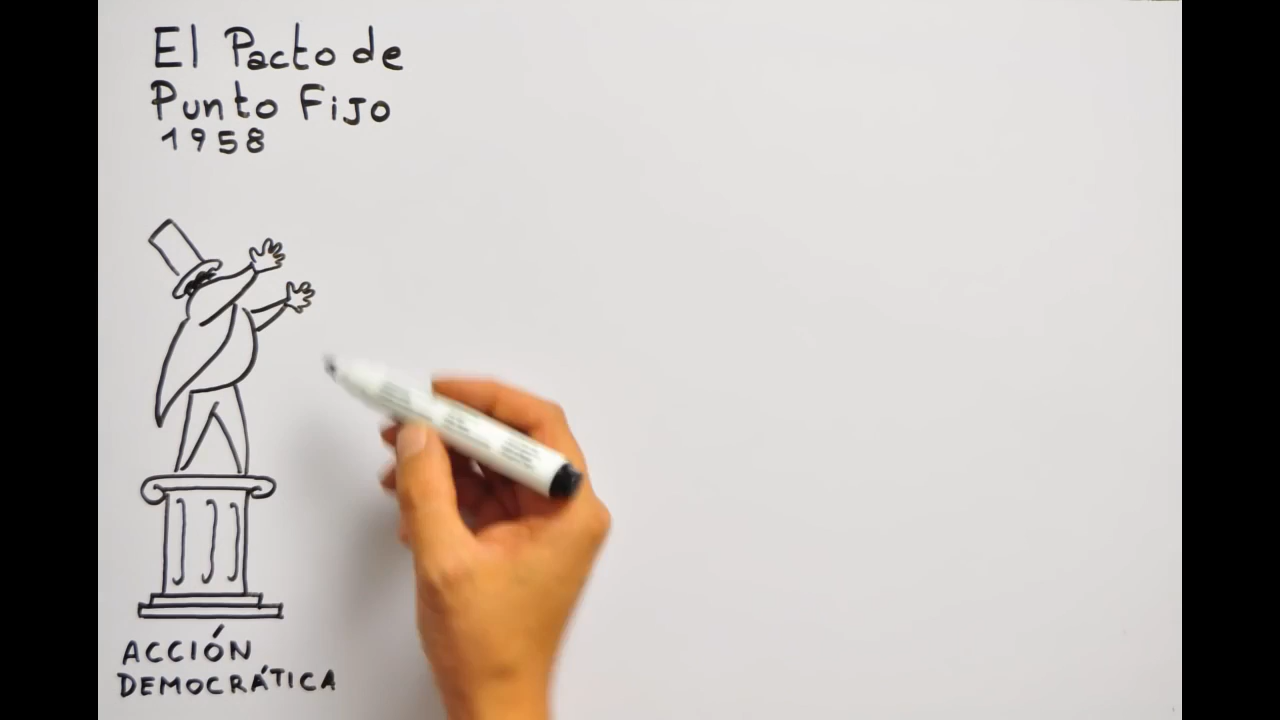 El Pacto de
Punto Fijo
1958
ACCIÓN
DEMOCRÁTICA